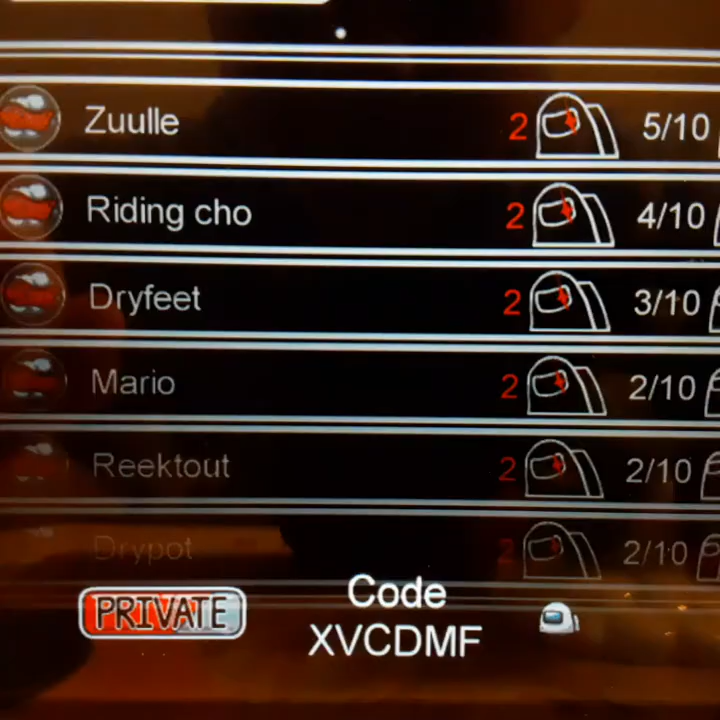 Zuulle 2 5/10
Riding cho 2 4/10
Dryfeet 2 3/10
Mario 2 2/10
Reektout 2 2/10
Drypot 2 2/10
PRIVATE
Code
XVCDMF